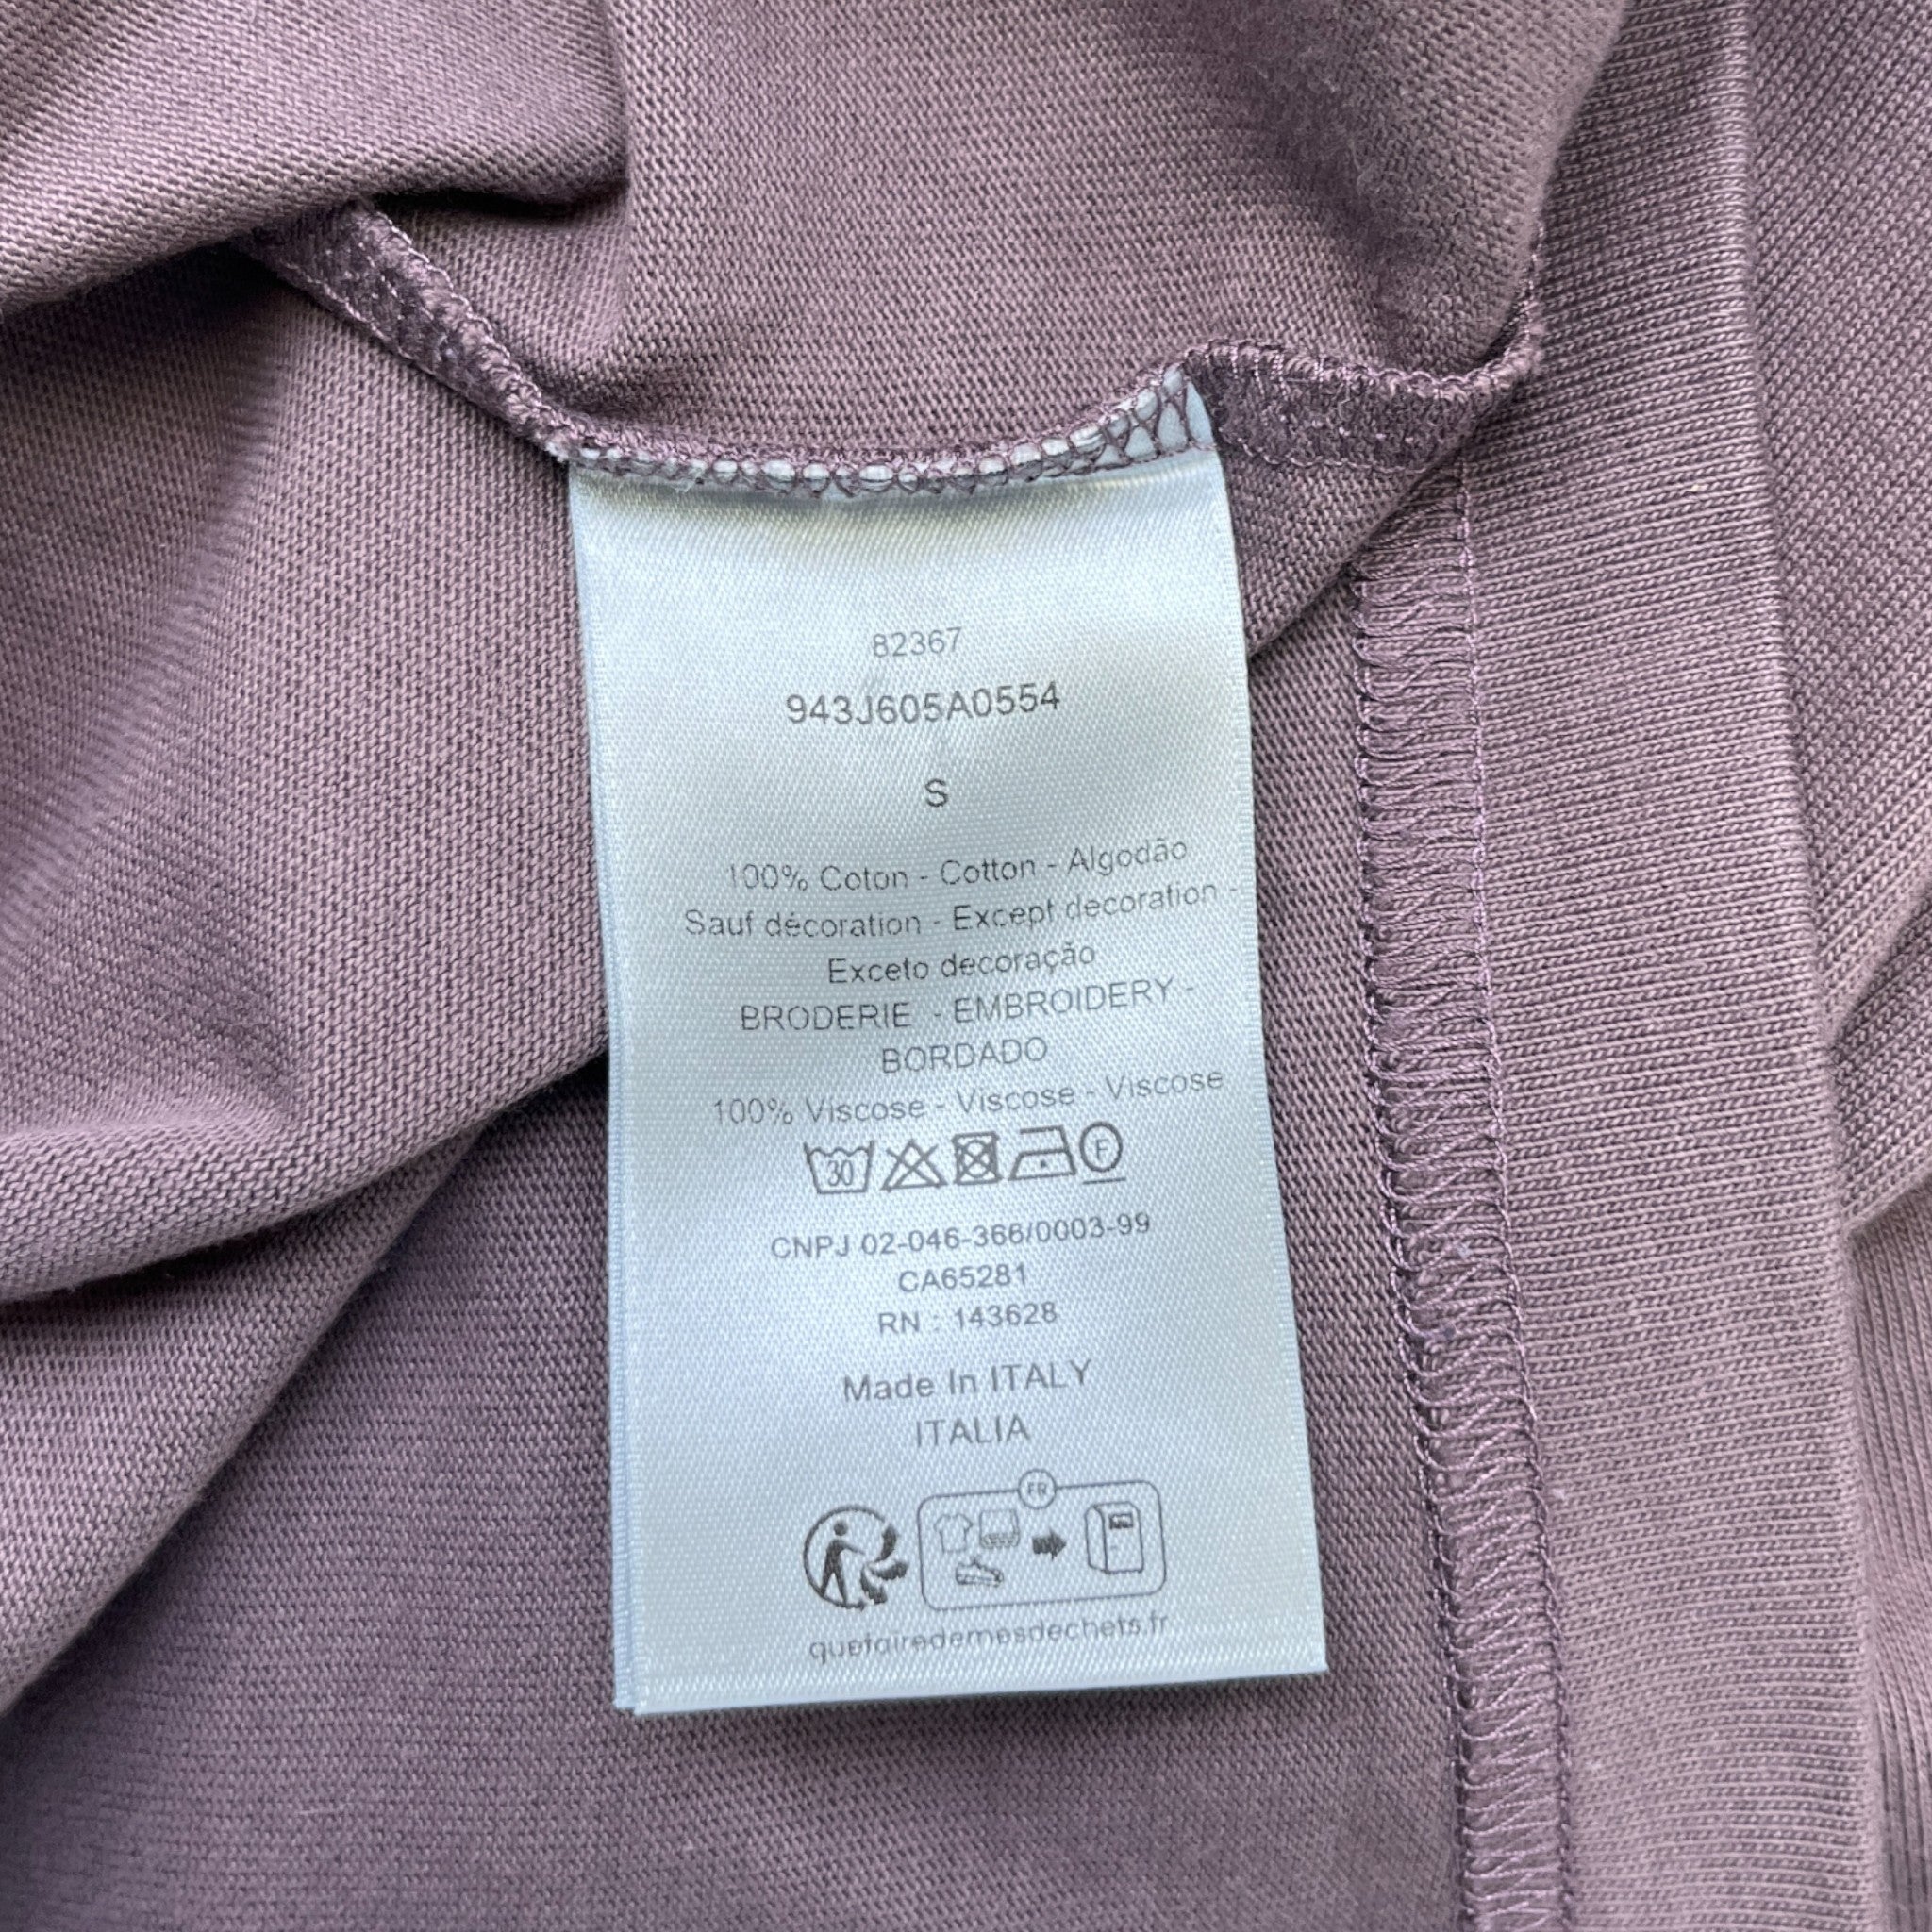 82367
943J605A0554
S
100% Coton - Cotton - Algodão
Sauf décoration - Except decoration -
Exceto decoração
BRODERIE - EMBROIDERY -
BORDADO
100% Viscose - Viscose - Viscose
30 F
CNPJ 02-046-366/0003-99
CA65281
RN : 143628
Made In ITALY
ITALIA
FR
quefairedemesdechets.fr